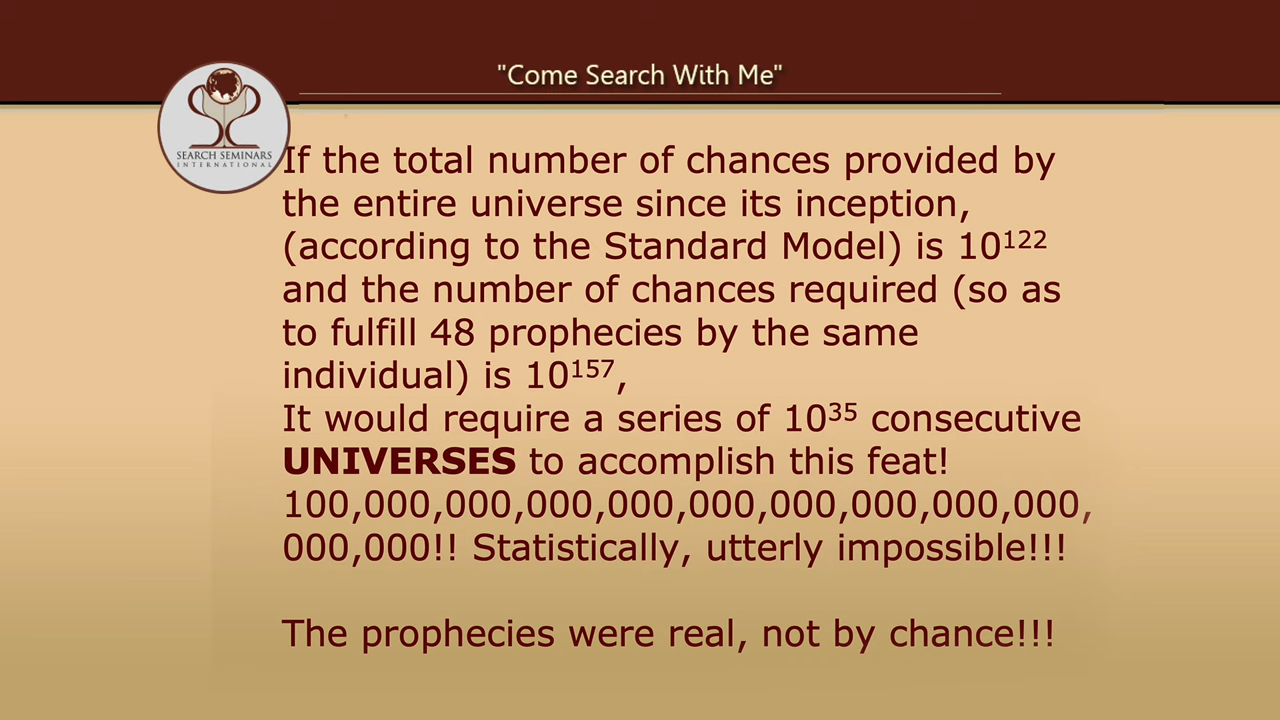 "Come Search With Me"
SEARCH SEMINARS
INTERNATIONAL
If the total number of chances provided by
the entire universe since its inception,
(according to the Standard Model) is 10¹²²
and the number of chances required (so as
to fulfill 48 prophecies by the same
individual) is 10¹⁵⁷,
It would require a series of 10³⁵ consecutive
UNIVERSES to accomplish this feat!
100,000,000,000,000,000,000,000,000,000,
000,000!! Statistically, utterly impossible!!!
The prophecies were real, not by chance!!!